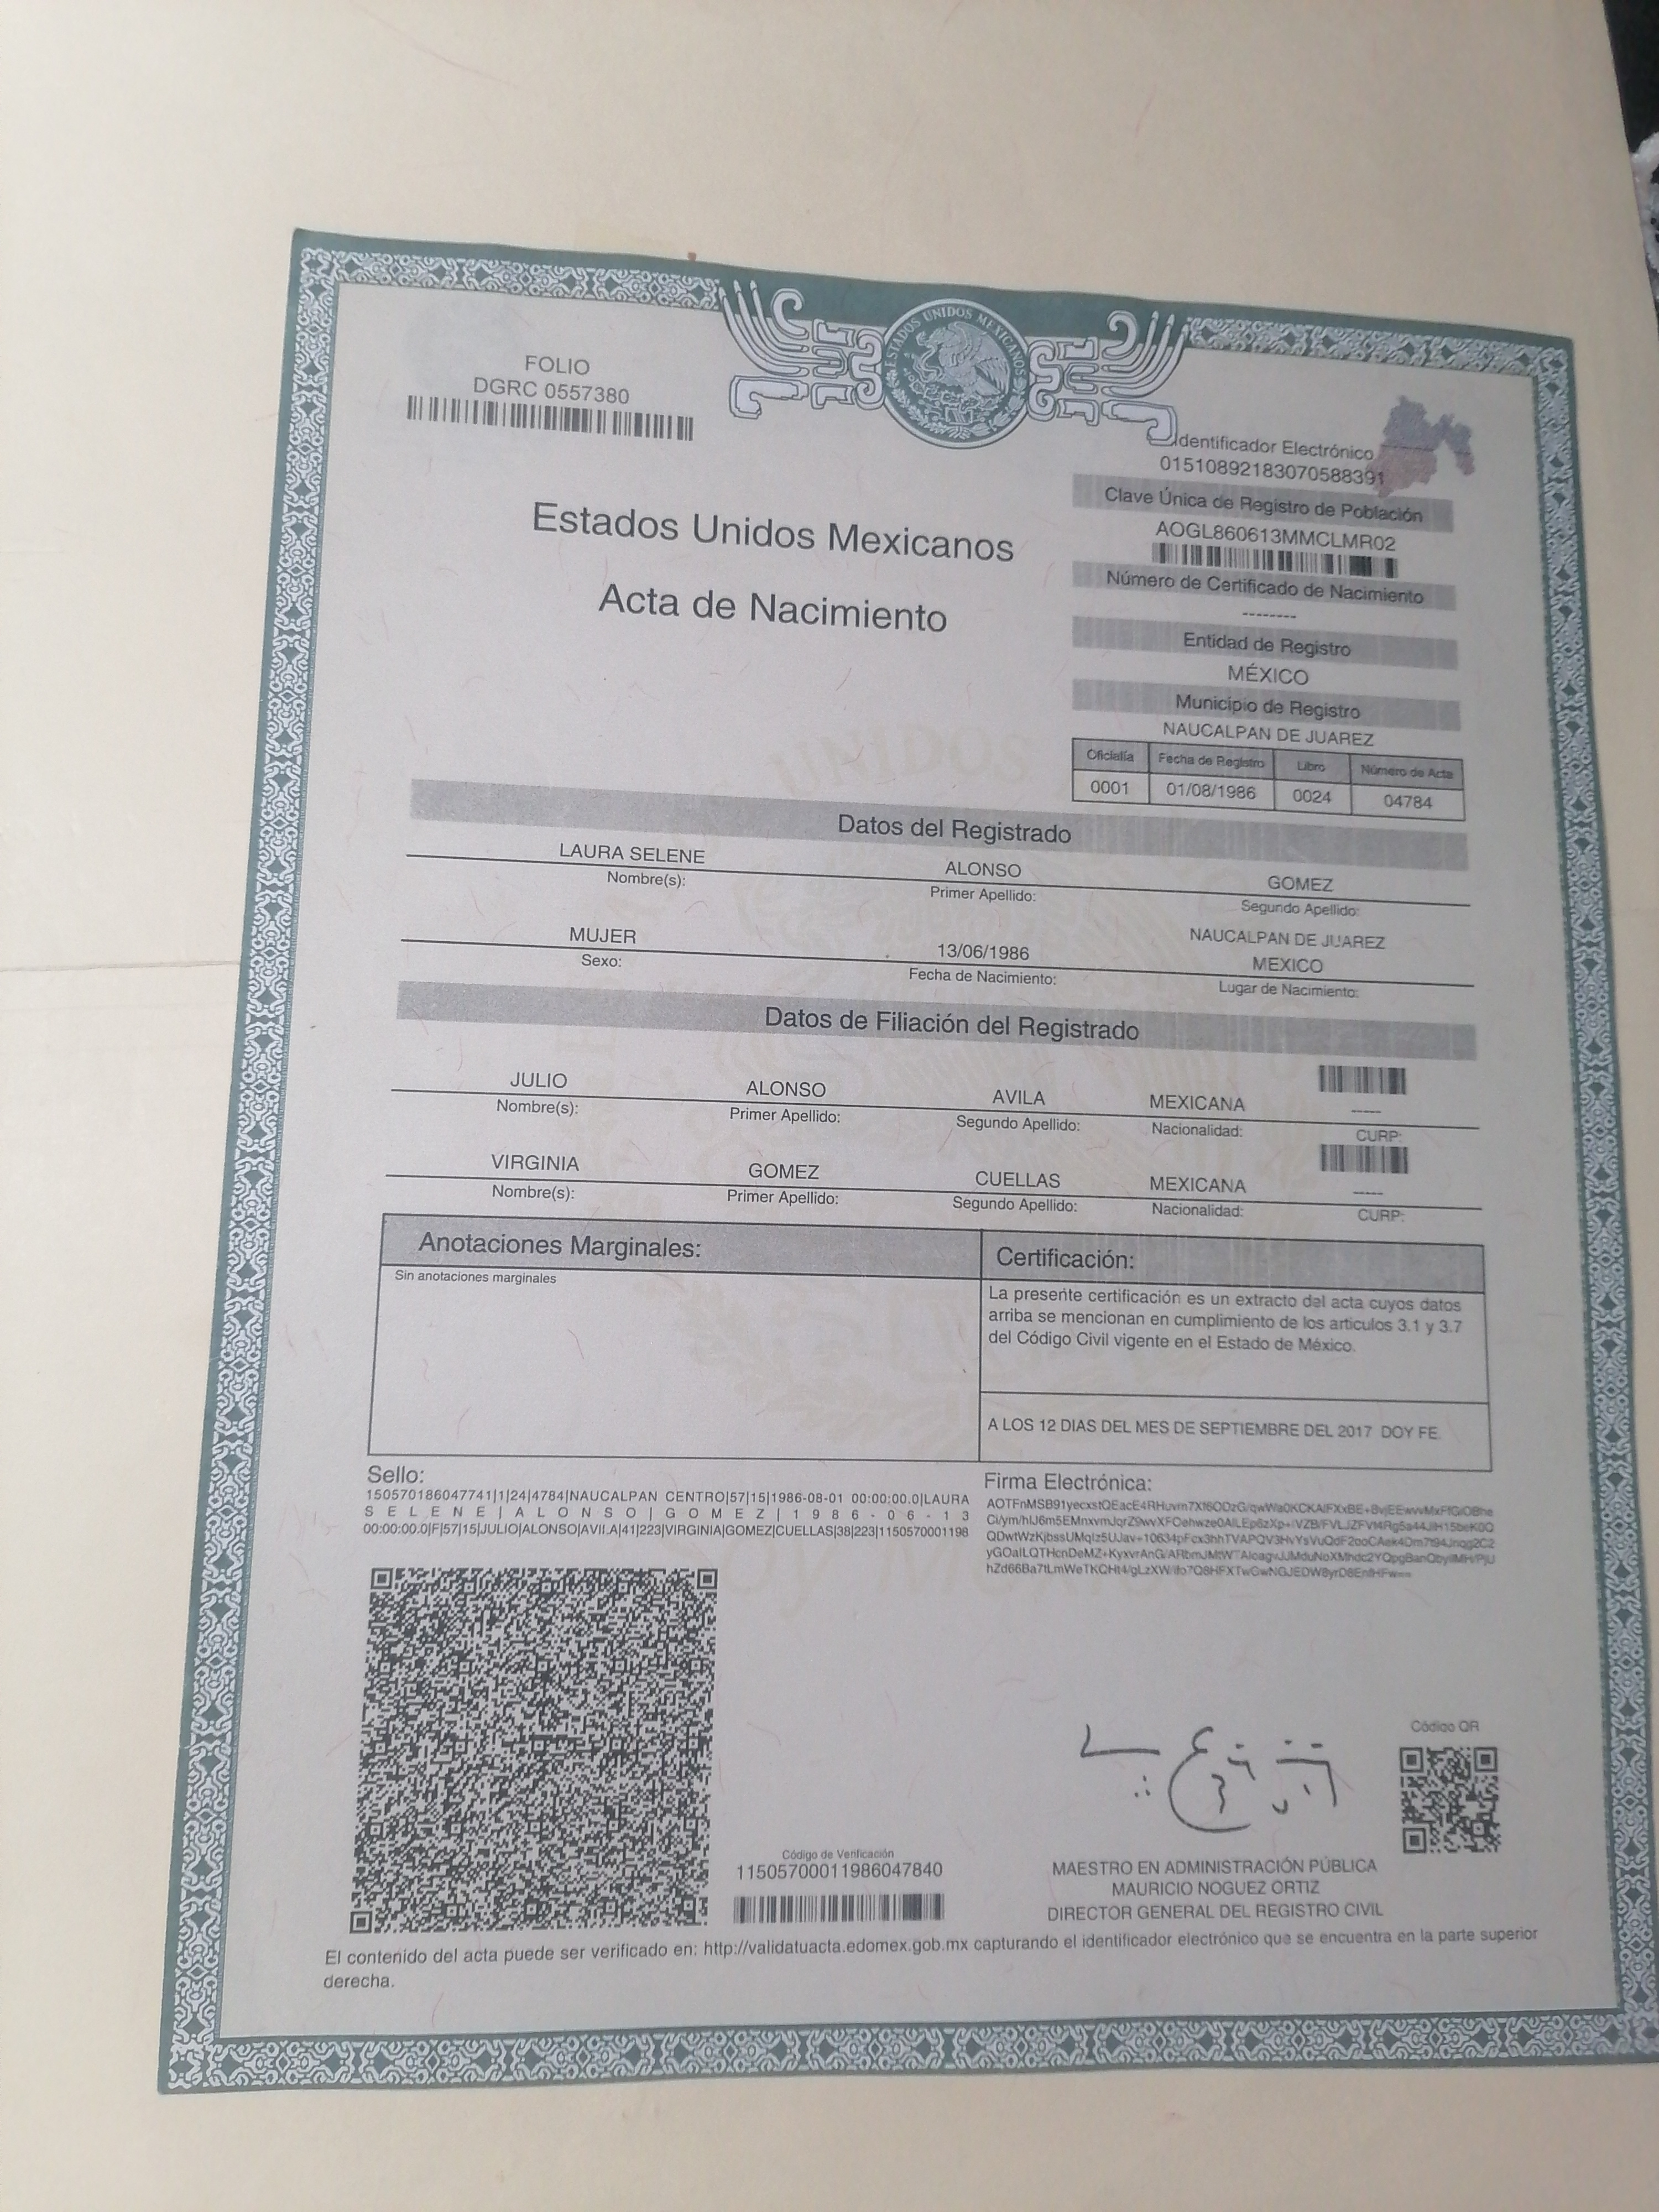 ESTADOS UNIDOS MEXICANOS
FOLIO
DGRC 0557380
Identificador Electrónico
01510892183070588391
Clave Única de Registro de Población
AOGL860613MMCLMR02
Número de Certificado de Nacimiento
--------
Entidad de Registro
MÉXICO
Municipio de Registro
NAUCALPAN DE JUAREZ
Oficialía Fecha de Registro Libro Número de Acta
0001 01/08/1986 0024 04784
Estados Unidos Mexicanos
Acta de Nacimiento
Datos del Registrado
LAURA SELENE ALONSO GOMEZ
Nombre(s): Primer Apellido: Segundo Apellido:
MUJER 13/06/1986 NAUCALPAN DE JUAREZ
MEXICO
Sexo: Fecha de Nacimiento: Lugar de Nacimiento:
Datos de Filiación del Registrado
JULIO ALONSO AVILA MEXICANA -----
Nombre(s): Primer Apellido: Segundo Apellido: Nacionalidad: CURP:
VIRGINIA GOMEZ CUELLAS MEXICANA -----
Nombre(s): Primer Apellido: Segundo Apellido: Nacionalidad: CURP:
Anotaciones Marginales:
Sin anotaciones marginales
Certificación:
La presente certificación es un extracto del acta cuyos datos
arriba se mencionan en cumplimiento de los articulos 3.1 y 3.7
del Código Civil vigente en el Estado de México.
A LOS 12 DIAS DEL MES DE SEPTIEMBRE DEL 2017 DOY FE
Sello:
150570186047741|1|24|4784|NAUCALPAN CENTRO|57|15|1986-08-01 00:00:00.0|LAURA
S E L E N E | A L O N S O | G O M E Z | 1 9 8 6 - 0 6 - 1 3
00:00:00.0|F|57|15|JULIO|ALONSO|AVILA|41|223|VIRGINIA|GOMEZ|CUELLAS|38|223|1150570001198
Firma Electrónica:
Código QR
Código de Verificación
11505700011986047840
MAESTRO EN ADMINISTRACIÓN PÚBLICA
MAURICIO NOGUEZ ORTIZ
DIRECTOR GENERAL DEL REGISTRO CIVIL
El contenido del acta puede ser verificado en: http://validatuacta.edomex.gob.mx capturando el identificador electrónico que se encuentra en la parte superior
derecha.